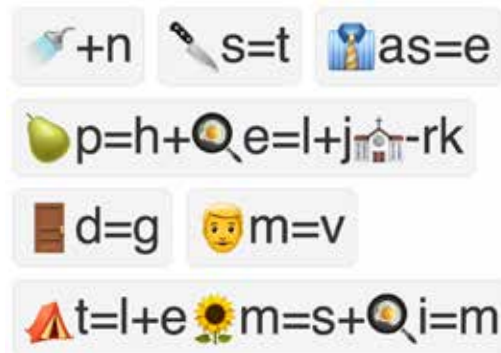 +n s=t as=e
p=h+ e=l+j -rk
d=g m=v
t=l+e m=s+ i=m